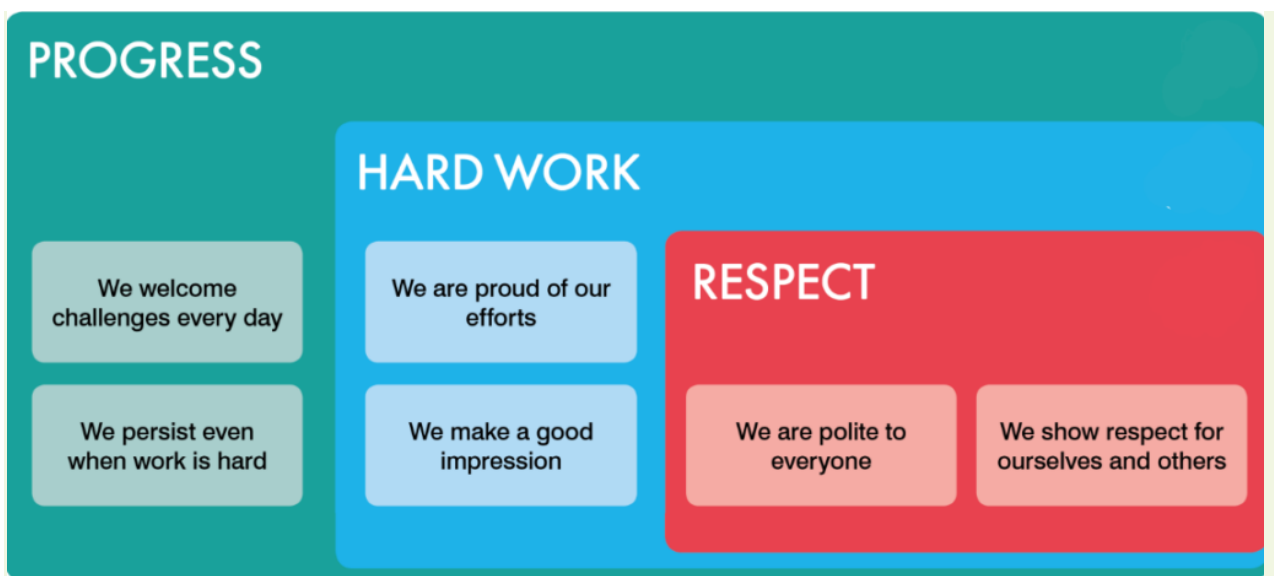 PROGRESS
We welcome
challenges every day
We persist even
when work is hard
HARD WORK
We are proud of our
efforts
We make a good
impression
RESPECT
We are polite to
everyone
We show respect for
ourselves and others